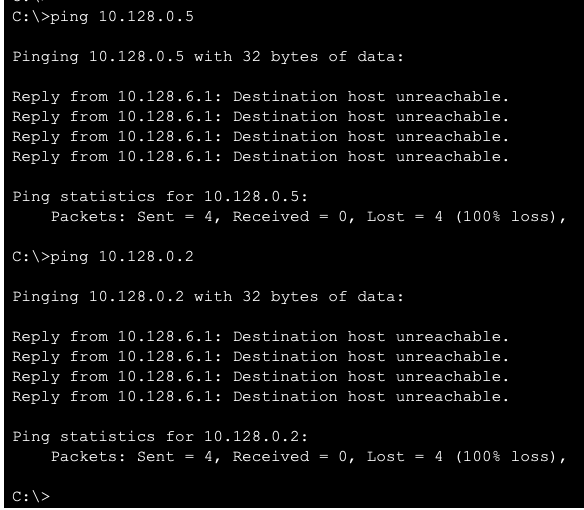 C:\>ping 10.128.0.5
Pinging 10.128.0.5 with 32 bytes of data:
Reply from 10.128.6.1: Destination host unreachable.
Reply from 10.128.6.1: Destination host unreachable.
Reply from 10.128.6.1: Destination host unreachable.
Reply from 10.128.6.1: Destination host unreachable.
Ping statistics for 10.128.0.5:
    Packets: Sent = 4, Received = 0, Lost = 4 (100% loss),
C:\>ping 10.128.0.2
Pinging 10.128.0.2 with 32 bytes of data:
Reply from 10.128.6.1: Destination host unreachable.
Reply from 10.128.6.1: Destination host unreachable.
Reply from 10.128.6.1: Destination host unreachable.
Reply from 10.128.6.1: Destination host unreachable.
Ping statistics for 10.128.0.2:
    Packets: Sent = 4, Received = 0, Lost = 4 (100% loss),
C:\>